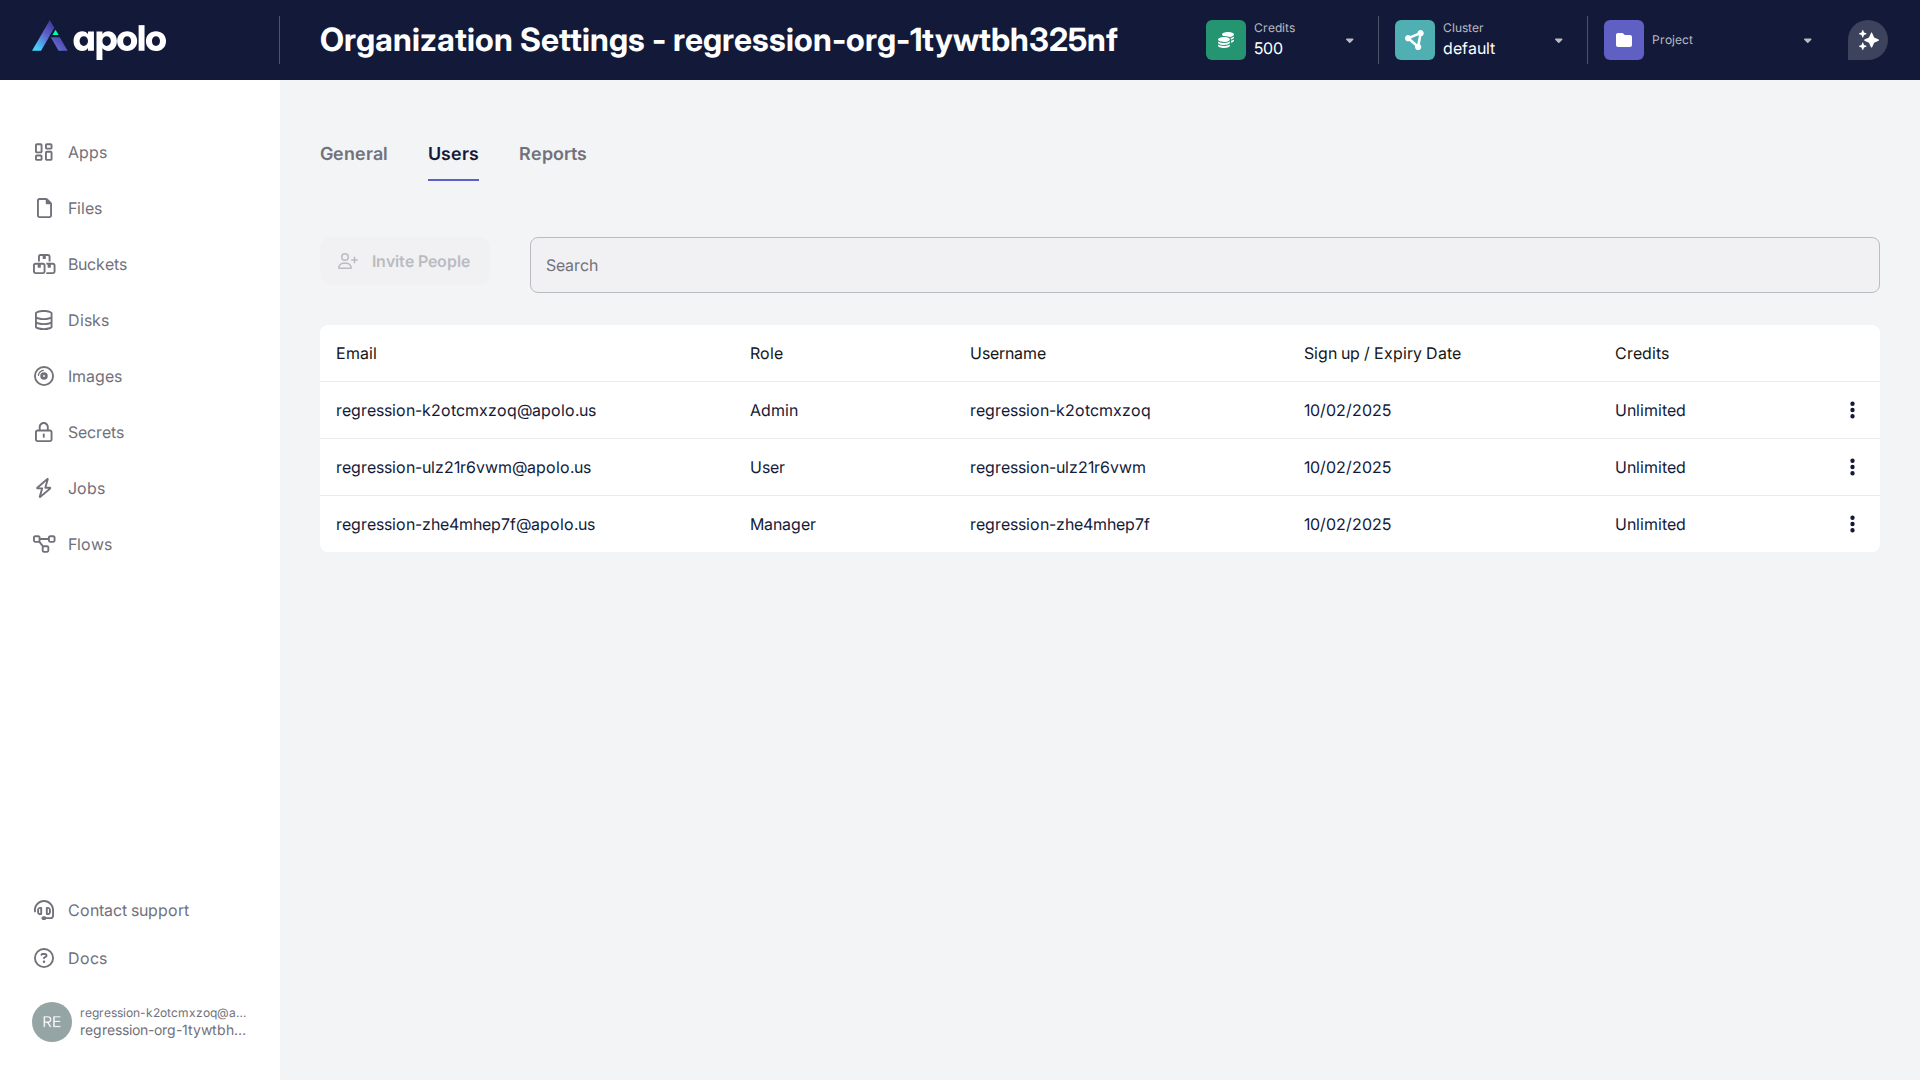 apolo
Organization Settings - regression-org-1tywtbh325nf
Credits
500
Cluster
default
Project
Apps
Files
Buckets
Disks
Images
Secrets
Jobs
Flows
General Users Reports
Invite People
Search
Email Role Username Sign up / Expiry Date Credits
regression-k2otcmxzoq@apolo.us Admin regression-k2otcmxzoq 10/02/2025 Unlimited
regression-ulz21r6vwm@apolo.us User regression-ulz21r6vwm 10/02/2025 Unlimited
regression-zhe4mhep7f@apolo.us Manager regression-zhe4mhep7f 10/02/2025 Unlimited
Contact support
Docs
RE
regression-k2otcmxzoq@a...
regression-org-1tywtbh...